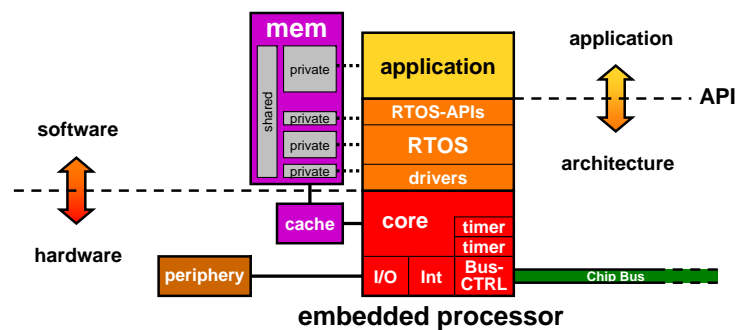 mem
shared
private
private
private
private
application
RTOS-APIs
RTOS
drivers
application
API
architecture
software
hardware
cache
core
timer
timer
periphery
I/O
Int
Bus-
CTRL
Chip Bus
embedded processor